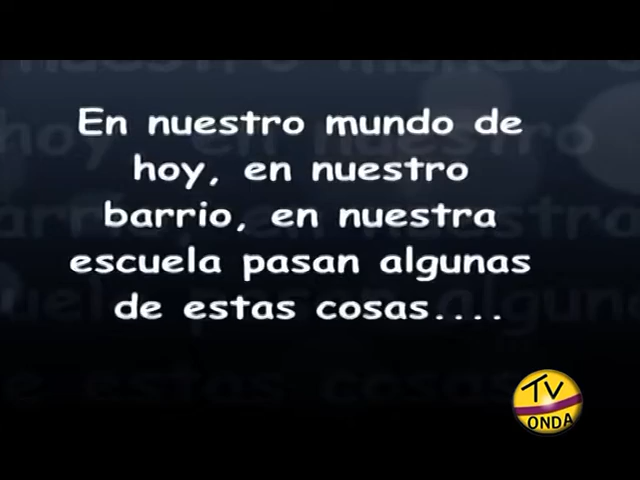 En nuestro mundo de
hoy, en nuestro
barrio, en nuestra
escuela pasan algunas
de estas cosas....
TV
ONDA